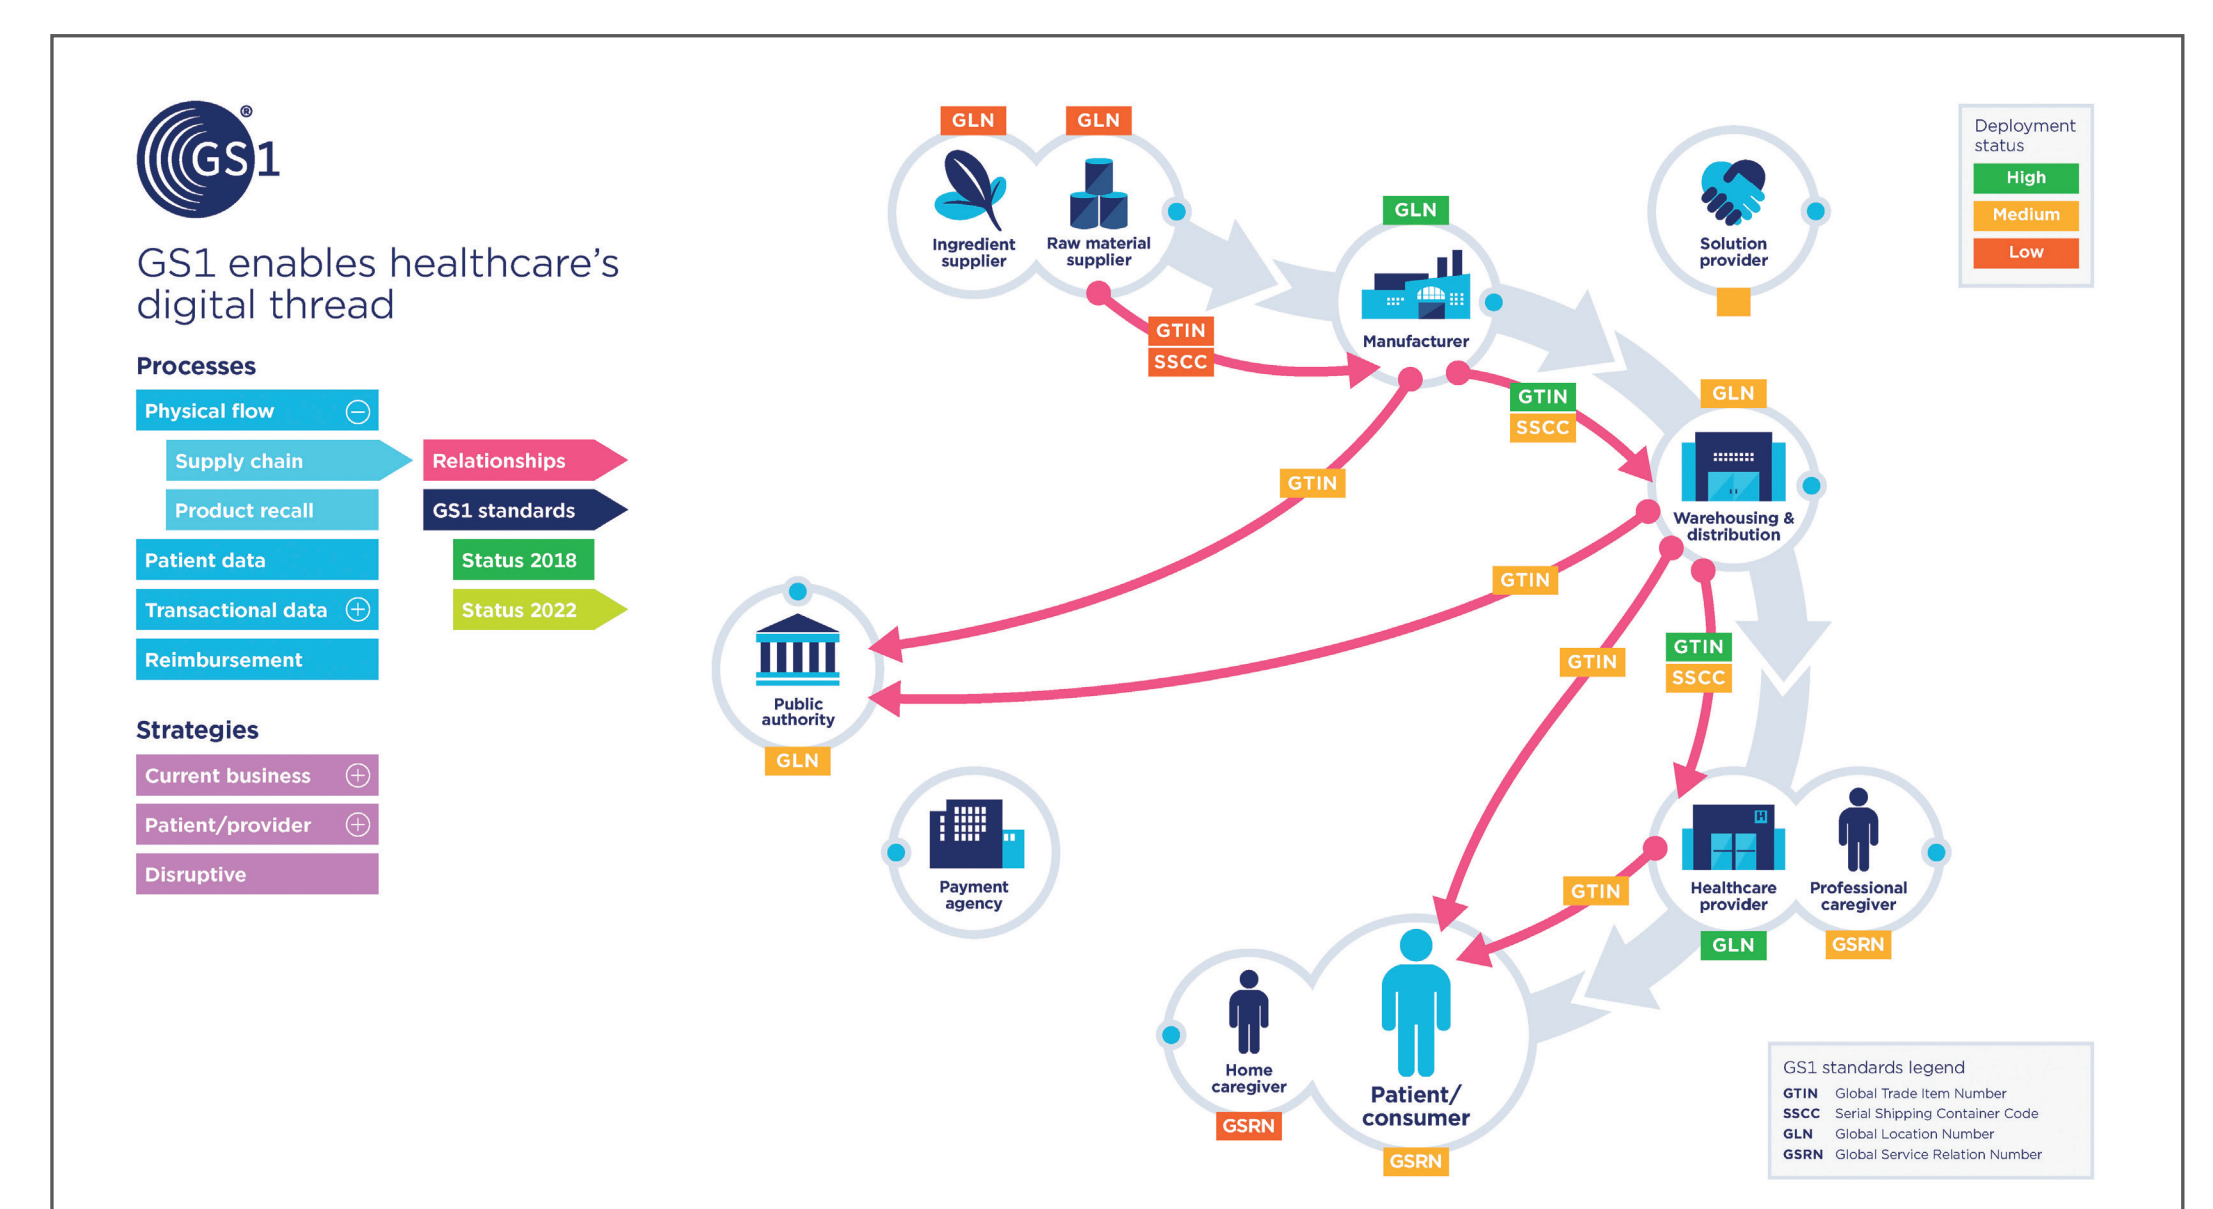 GS1®
GS1 enables healthcare's
digital thread
Processes
Physical flow
Supply chain
Product recall
Patient data
Transactional data
Reimbursement
Relationships
GS1 standards
Status 2018
Status 2022
Strategies
Current business
Patient/provider
Disruptive
GLN
GLN
Ingredient
supplier
Raw material
supplier
GTIN
SSCC
GLN
Manufacturer
GTIN
SSCC
Solution
provider
GLN
Warehousing &
distribution
GTIN
GTIN
GTIN
GTIN
SSCC
Public
authority
GLN
Payment
agency
Healthcare
provider
GLN
H
Professional
caregiver
GSRN
GTIN
Home
caregiver
GSRN
Patient/
consumer
GSRN
Deployment
status
High
Medium
Low
GS1 standards legend
GTIN Global Trade Item Number
SSCC Serial Shipping Container Code
GLN Global Location Number
GSRN Global Service Relation Number